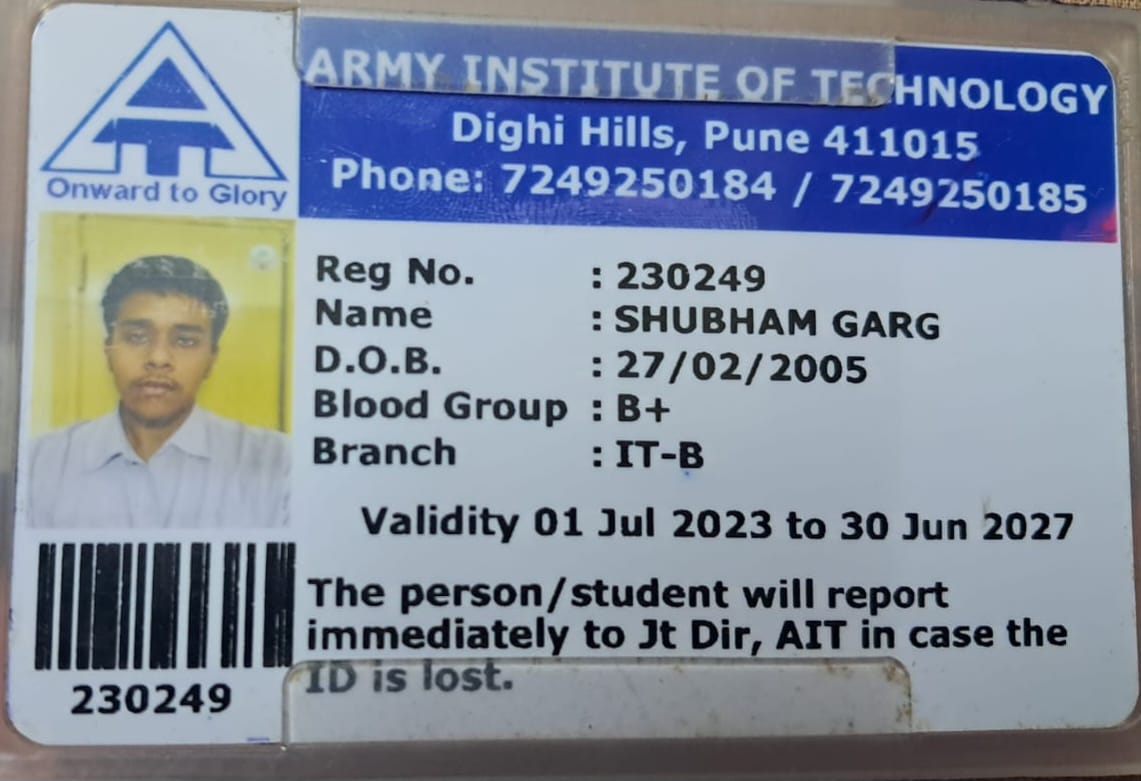 Onward to Glory
ARMY INSTITUTE OF TECHNOLOGY
Dighi Hills, Pune 411015
Phone: 7249250184 / 7249250185
Reg No. : 230249
Name : SHUBHAM GARG
D.O.B. : 27/02/2005
Blood Group : B+
Branch : IT-B
Validity 01 Jul 2023 to 30 Jun 2027
The person/student will report
immediately to Jt Dir, AIT in case the
ID is lost.
230249